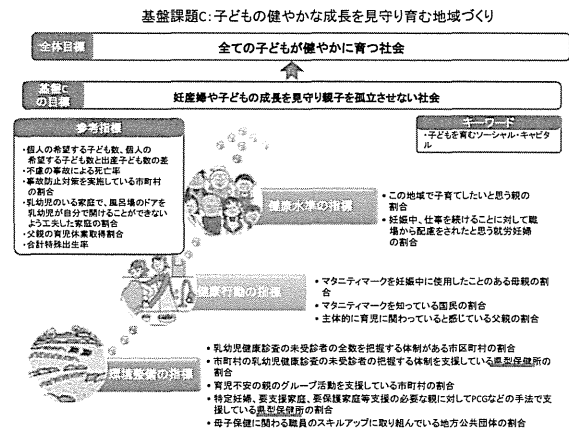 基盤課題C:子どもの健やかな成長を見守り育む地域づくり
全体目標
全ての子どもが健やかに育つ社会
基盤C
の目標
妊産婦や子どもの成長を見守り親子を孤立させない社会
参考指標
・個人の希望する子ども数、個人の
希望する子ども数と出産子ども数の差
・不慮の事故による死亡率
・事故防止対策を実施している市町村の
割合
・乳幼児のいる家庭で、風呂場のドアを
乳幼児が自分で開けることができない
よう工夫した家庭の割合
・父親の育児休業取得割合
・合計特殊出生率
キーワード
・子どもを育むソーシャル・キャピタ
ル
健康水準の指標
• この地域で子育てしたいと思う親の
割合
• 妊娠中、仕事を続けることに対して職
場から配慮をされたと思う就労妊婦
の割合
健康行動の指標
• マタニティマークを妊娠中に使用したことのある母親の割
合
• マタニティマークを知っている国民の割合
• 主体的に育児に関わっていると感じている父親の割合
環境整備の指標
• 乳幼児健康診査の未受診者の全数を把握する体制がある市区町村の割合
• 市町村の乳幼児健康診査の未受診者の把握する体制を支援している県型保健所の
割合
• 育児不安の親のグループ活動を支援している市町村の割合
• 特定妊婦、要支援家庭、要保護家庭等支援の必要な親に対してPCGなどの手法で支
援している県型保健所の割合
• 母子保健に関わる職員のスキルアップに取り組んでいる地方公共団体の割合